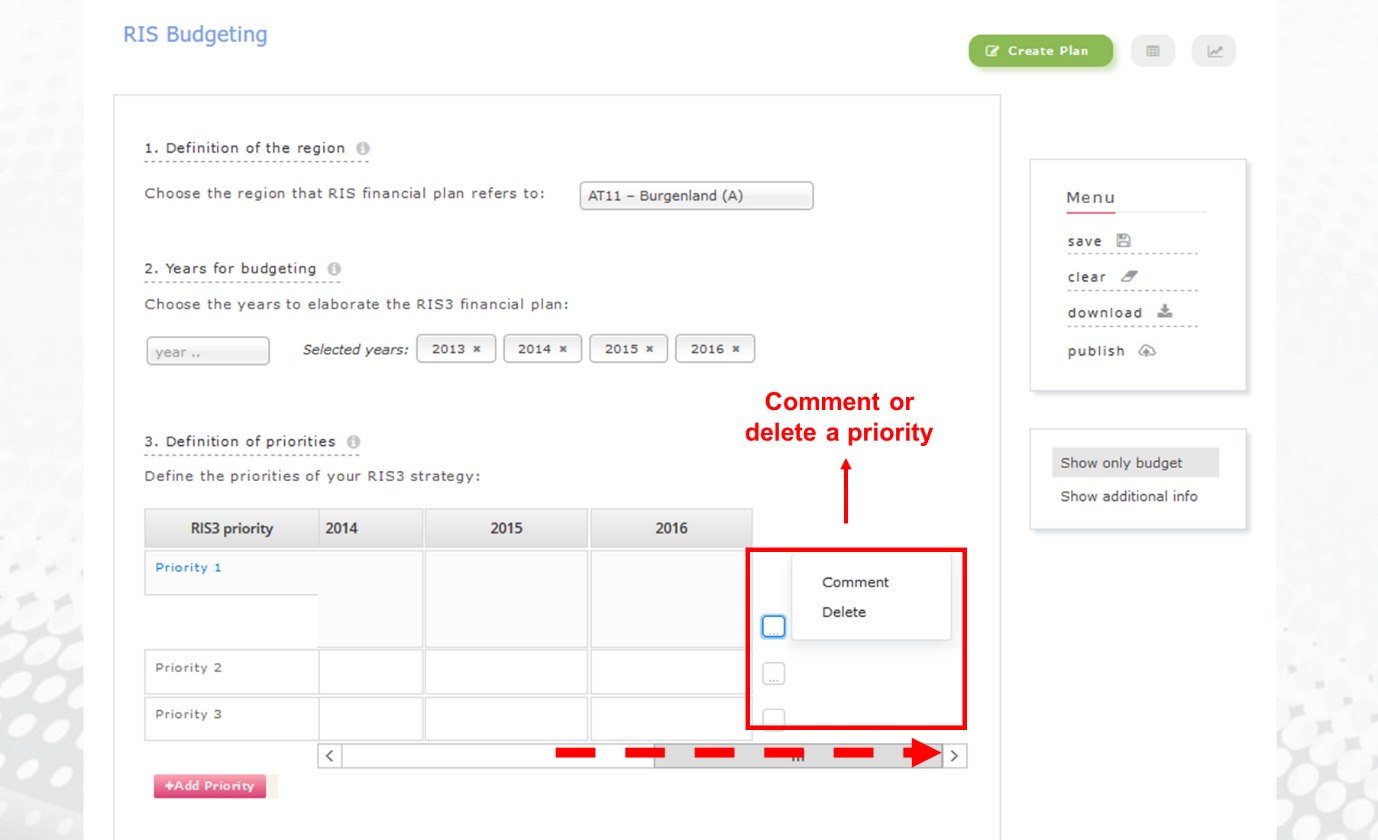 RIS Budgeting
Create Plan
1. Definition of the region
Choose the region that RIS financial plan refers to:
AT11 – Burgenland (A)
Menu
save
clear
download
publish
2. Years for budgeting
Choose the years to elaborate the RIS3 financial plan:
year ..
Selected years: 2013 × 2014 × 2015 × 2016 ×
Comment or
delete a priority
Show only budget
Show additional info
3. Definition of priorities
Define the priorities of your RIS3 strategy:
RIS3 priority 2014 2015 2016
Priority 1
Comment
Delete
...
Priority 2
...
Priority 3
+Add Priority